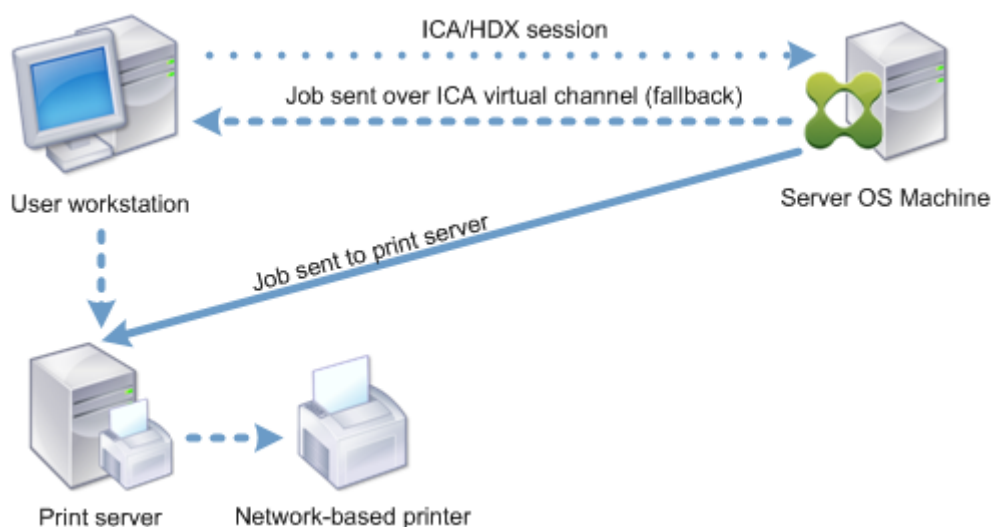 ICA/HDX session
Job sent over ICA virtual channel (fallback)
User workstation
Server OS Machine
Job sent to print server
Print server
Network-based printer